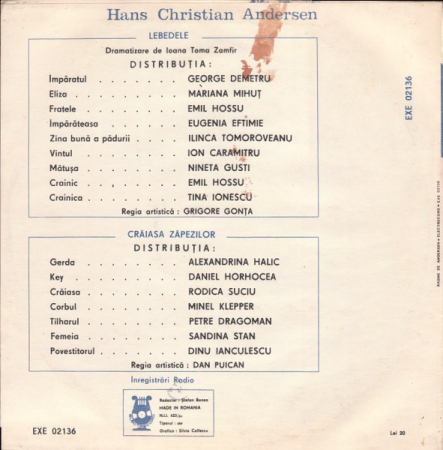 Hans Christian Andersen
LEBEDELE
Dramatizare de Ioana Toma Zamfir
DISTRIBUȚIA:
Împăratul . . . . . . . GEORGE DEMETRU
Eliza . . . . . . . . MARIANA MIHUȚ
Fratele . . . . . . . EMIL HOSSU
Împărăteasa . . . . . . EUGENIA EFTIMIE
Zina bună a pădurii . . . . . ILINCA TOMOROVEANU
Vîntul . . . . . . . . ION CARAMITRU
Mătușa . . . . . . . . NINETA GUSTI
Crainic . . . . . . . . EMIL HOSSU
Crainica . . . . . . . . TINA IONESCU
Regia artistică : GRIGORE GONȚA
CRĂIASA ZĂPEZILOR
DISTRIBUȚIA:
Gerda . . . . . . . . ALEXANDRINA HALIC
Key . . . . . . . . DANIEL HORHOCEA
Crăiasa . . . . . . . . RODICA SUCIU
Corbul . . . . . . . . MINEL KLEPPER
Tîlharul . . . . . . . . PETRE DRAGOMAN
Femeia . . . . . . . . SANDINA STAN
Povestitorul . . . . . . . DINU IANCULESCU
Regia artistică : DAN PUICAN
Înregistrări Radio
MADE IN ROMANIA
EXE 02136
Lei 20
EXE 02136